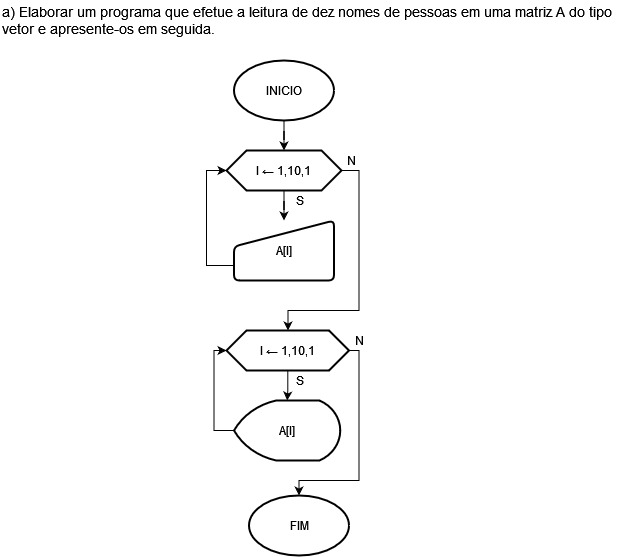 a) Elaborar um programa que efetue a leitura de dez nomes de pessoas em uma matriz A do tipo
vetor e apresente-os em seguida.
INICIO
I ← 1,10,1
N
S
A[I]
I ← 1,10,1
N
S
A[I]
FIM